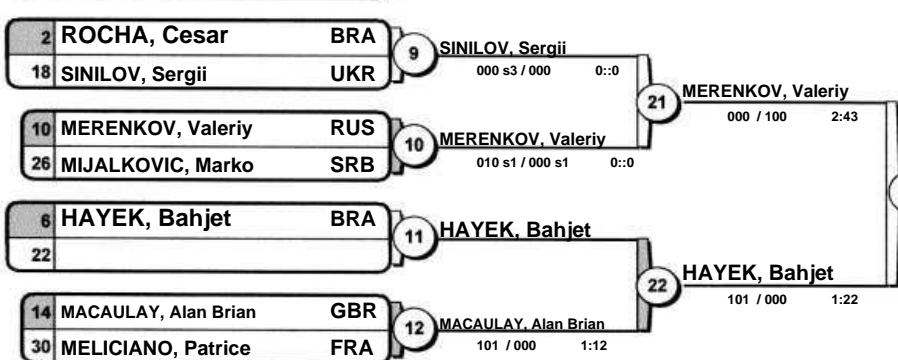 2 ROCHA, Cesar BRA
18 SINILOV, Sergii UKR
9
SINILOV, Sergii
000 s3 / 000 0::0
10 MERENKOV, Valeriy RUS
26 MIJALKOVIC, Marko SRB
10
MERENKOV, Valeriy
010 s1 / 000 s1 0::0
21
MERENKOV, Valeriy
000 / 100 2:43
6 HAYEK, Bahjet BRA
22
11
HAYEK, Bahjet
14 MACAULAY, Alan Brian GBR
30 MELICIANO, Patrice FRA
12
MACAULAY, Alan Brian
101 / 000 1:12
22
HAYEK, Bahjet
101 / 000 1:22